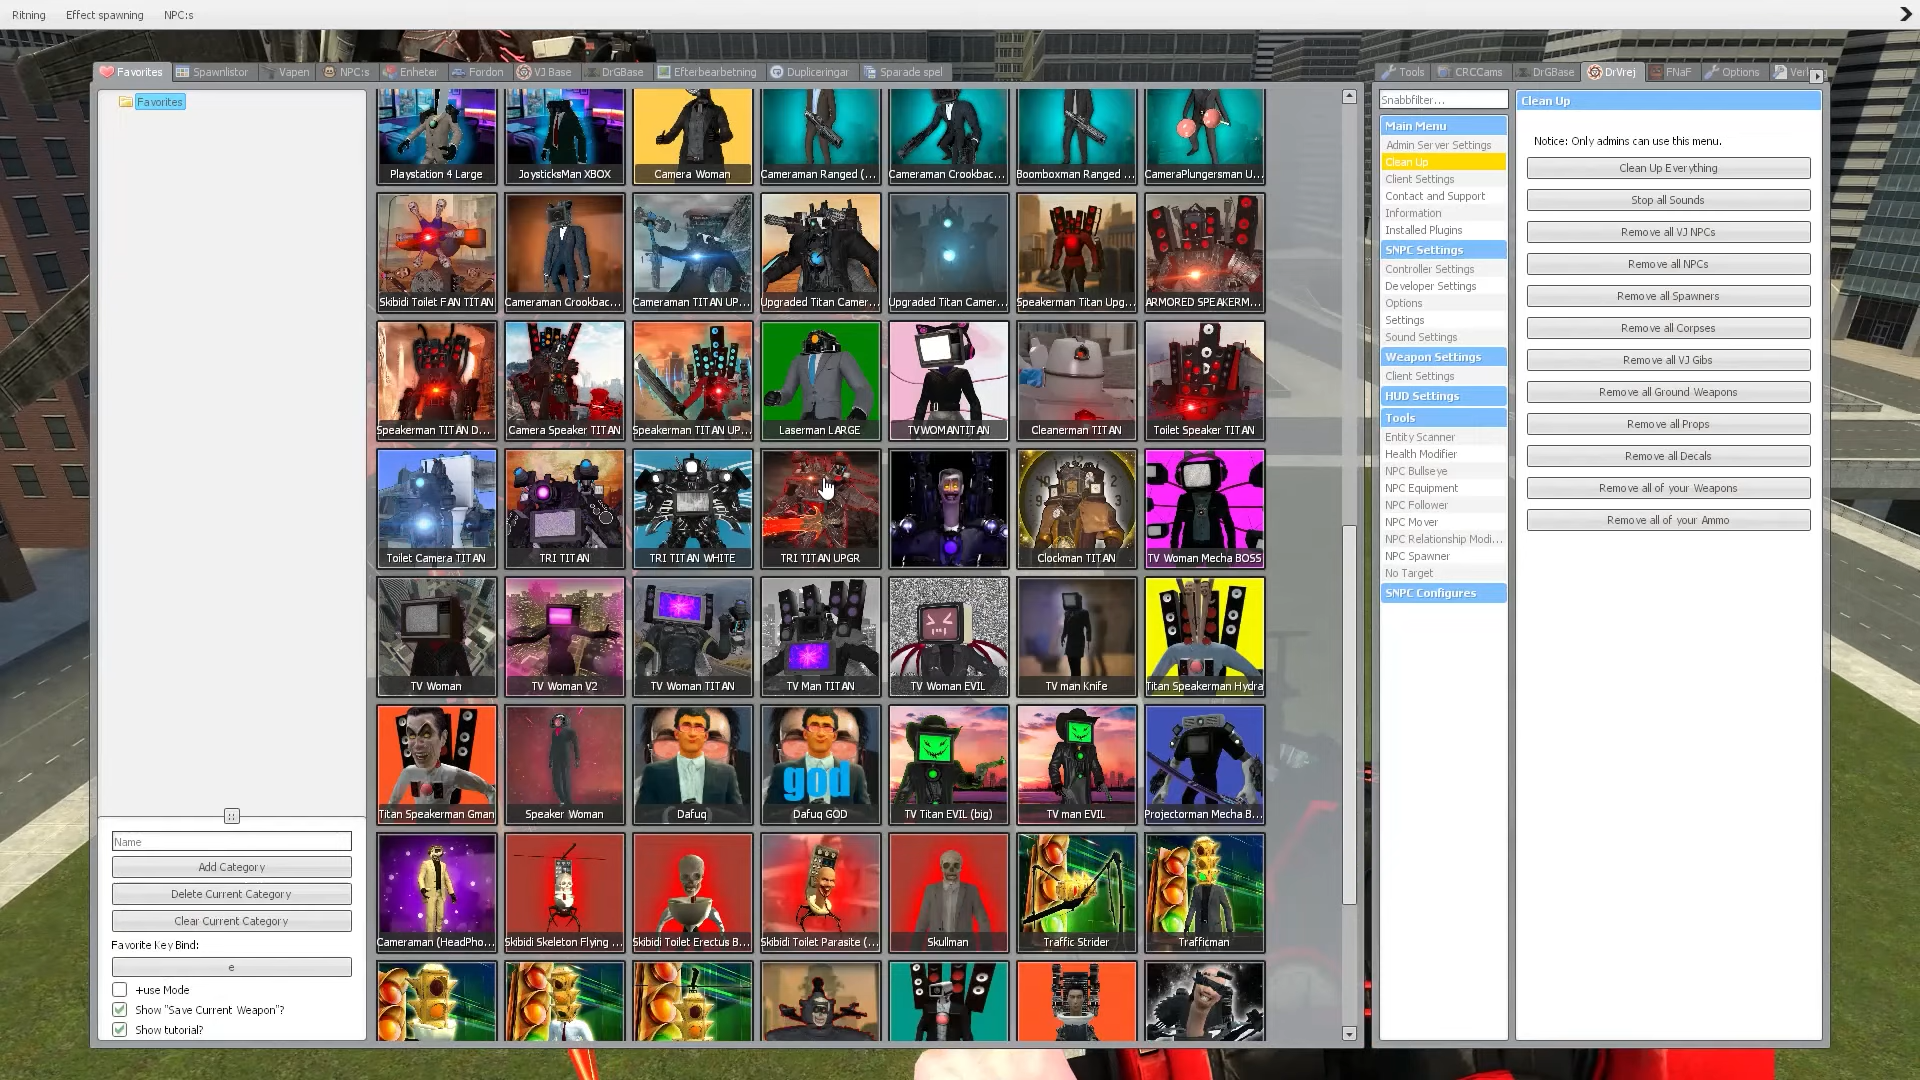 Ritning Effect spawning NPC:s
Favorites Spawnlistor Vapen NPC:s Enheter Fordon VJ Base DrGBase Efterbearbetning Dupliceringar Sparade spel
Tools CRCCams DrGBase DrVrej FNaF Options
Favorites
Playstation 4 Large JoysticksMan XBOX Camera Woman Cameraman Ranged (... Cameraman Crookbac... Boomboxman Ranged ... CameraPlungersman U...
Skibidi Toilet FAN TITAN Cameraman Crookbac... Cameraman TITAN UP... Upgraded Titan Camer... Upgraded Titan Camer... Speakerman Titan Upg... ARMORED SPEAKERM...
Speakerman TITAN D... Camera Speaker TITAN Speakerman TITAN UP... Laserman LARGE TVWOMANTITAN Cleanerman TITAN Toilet Speaker TITAN
Toilet Camera TITAN TRI TITAN TRI TITAN WHITE TRI TITAN UPGR Clockman TITAN TV Woman Mecha BOSS
TV Woman TV Woman V2 TV Woman TITAN TV Man TITAN TV Woman EVIL TV man Knife Titan Speakerman Hydra
god
Titan Speakerman Gman Speaker Woman Dafuq Dafuq GOD TV Titan EVIL (big) TV man EVIL Projectorman Mecha B...
Cameraman (HeadPho... Skibidi Skeleton Flying ... Skibidi Toilet Erectus B... Skibidi Toilet Parasite (... Skullman Traffic Strider Trafficman
Name
Add Category
Delete Current Category
Clear Current Category
Favorite Key Bind:
e
+use Mode
Show "Save Current Weapon"?
Show tutorial?
Snabbfilter...
Main Menu
Admin Server Settings
Clean Up
Client Settings
Contact and Support
Information
Installed Plugins
SNPC Settings
Controller Settings
Developer Settings
Options
Settings
Sound Settings
Weapon Settings
Client Settings
HUD Settings
Tools
Entity Scanner
Health Modifier
NPC Bullseye
NPC Equipment
NPC Follower
NPC Mover
NPC Relationship Modi...
NPC Spawner
No Target
SNPC Configures
Clean Up
Notice: Only admins can use this menu.
Clean Up Everything
Stop all Sounds
Remove all VJ NPCs
Remove all NPCs
Remove all Spawners
Remove all Corpses
Remove all VJ Gibs
Remove all Ground Weapons
Remove all Props
Remove all Decals
Remove all of your Weapons
Remove all of your Ammo